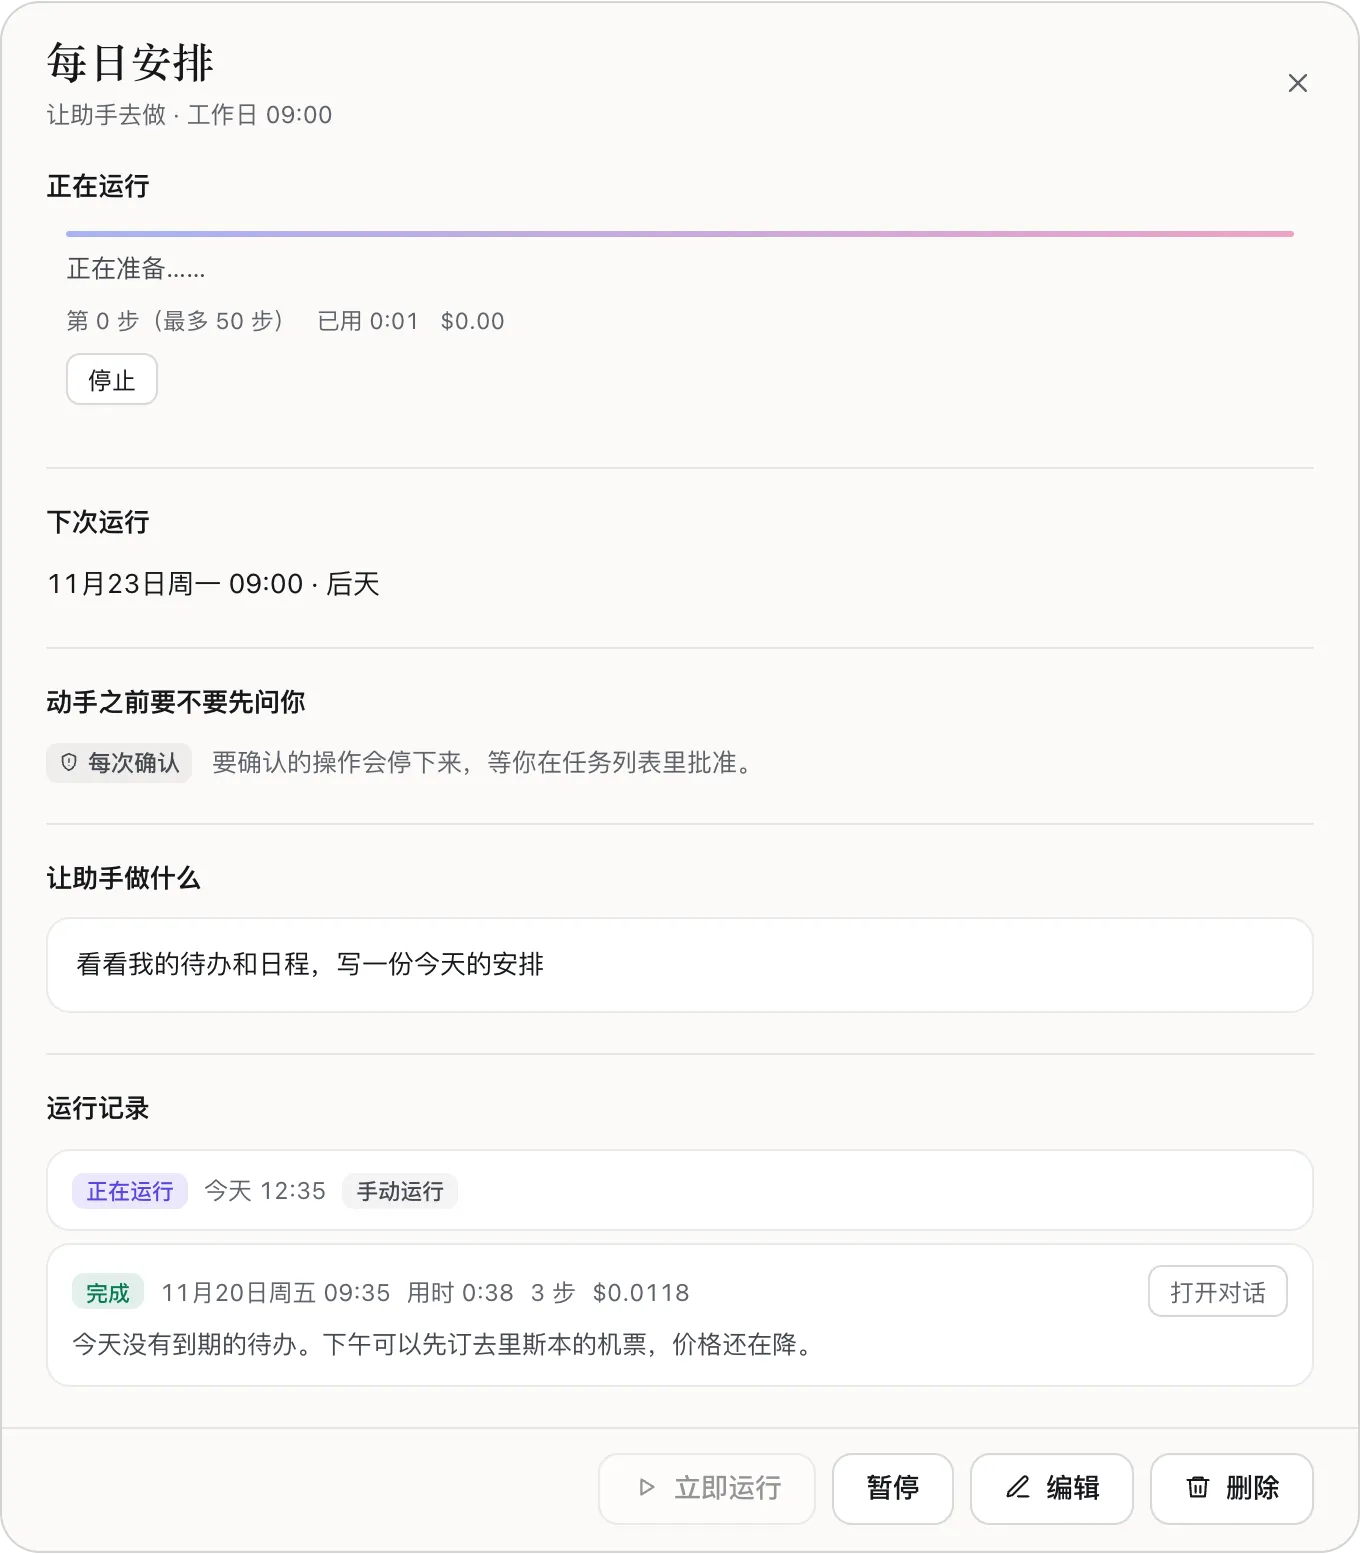 每日安排
让助手去做 · 工作日 09:00
正在运行
正在准备……
第 0 步（最多 50 步） 已用 0:01 $0.00
停止
下次运行
11月23日周一 09:00 · 后天
动手之前要不要先问你
每次确认 要确认的操作会停下来，等你在任务列表里批准。
让助手做什么
看看我的待办和日程，写一份今天的安排
运行记录
正在运行 今天 12:35 手动运行
完成 11月20日周五 09:35 用时 0:38 3 步 $0.0118 打开对话
今天没有到期的待办。下午可以先订去里斯本的机票，价格还在降。
立即运行 暂停 编辑 删除